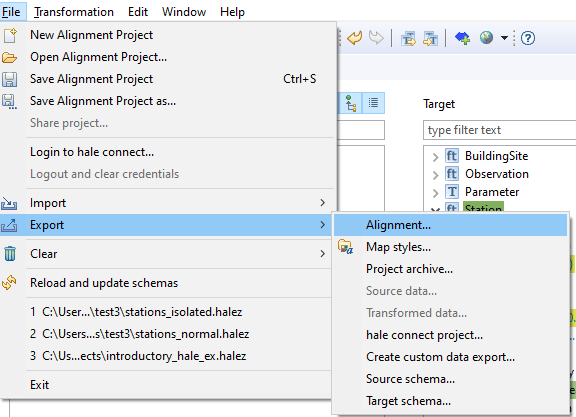 File Transformation Edit Window Help
New Alignment Project
Open Alignment Project...
Save Alignment Project Ctrl+S
Save Alignment Project as...
Share project...
Login to hale connect...
Logout and clear credentials
Import
Export
Clear
Reload and update schemas
1 C:\User...\test3\stations_isolated.halez
2 C:\Users...s\test3\stations_normal.halez
3 C:\Us...ects\introductory_hale_ex.halez
Exit
Alignment...
Map styles...
Project archive...
Source data...
Transformed data...
hale connect project...
Create custom data export...
Source schema...
Target schema...
Target
type filter text
ft BuildingSite
ft Observation
T Parameter
ft Station